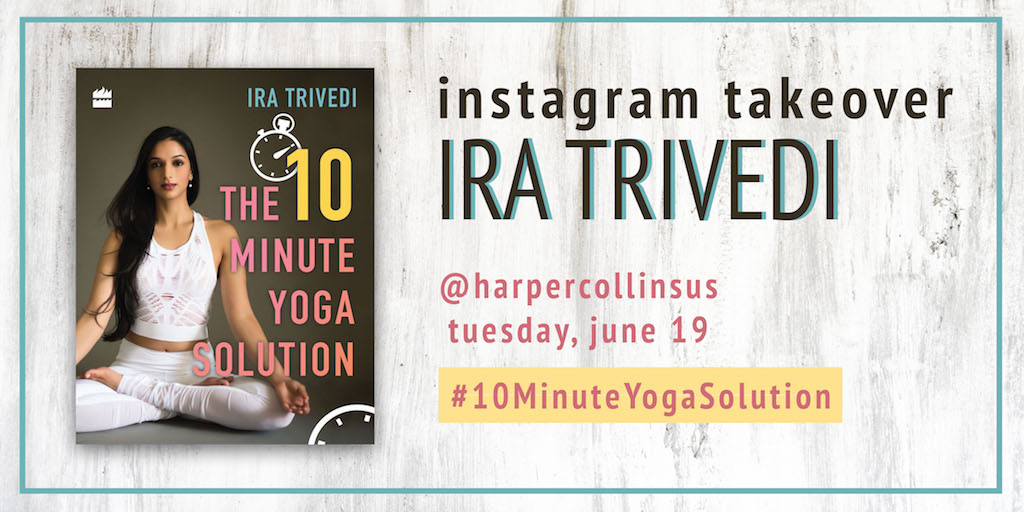 IRA TRIVEDI
THE 10
MINUTE
YOGA
SOLUTION
instagram takeover
IRA TRIVEDI
@harpercollinsus
tuesday, june 19
#10MinuteYogaSolution